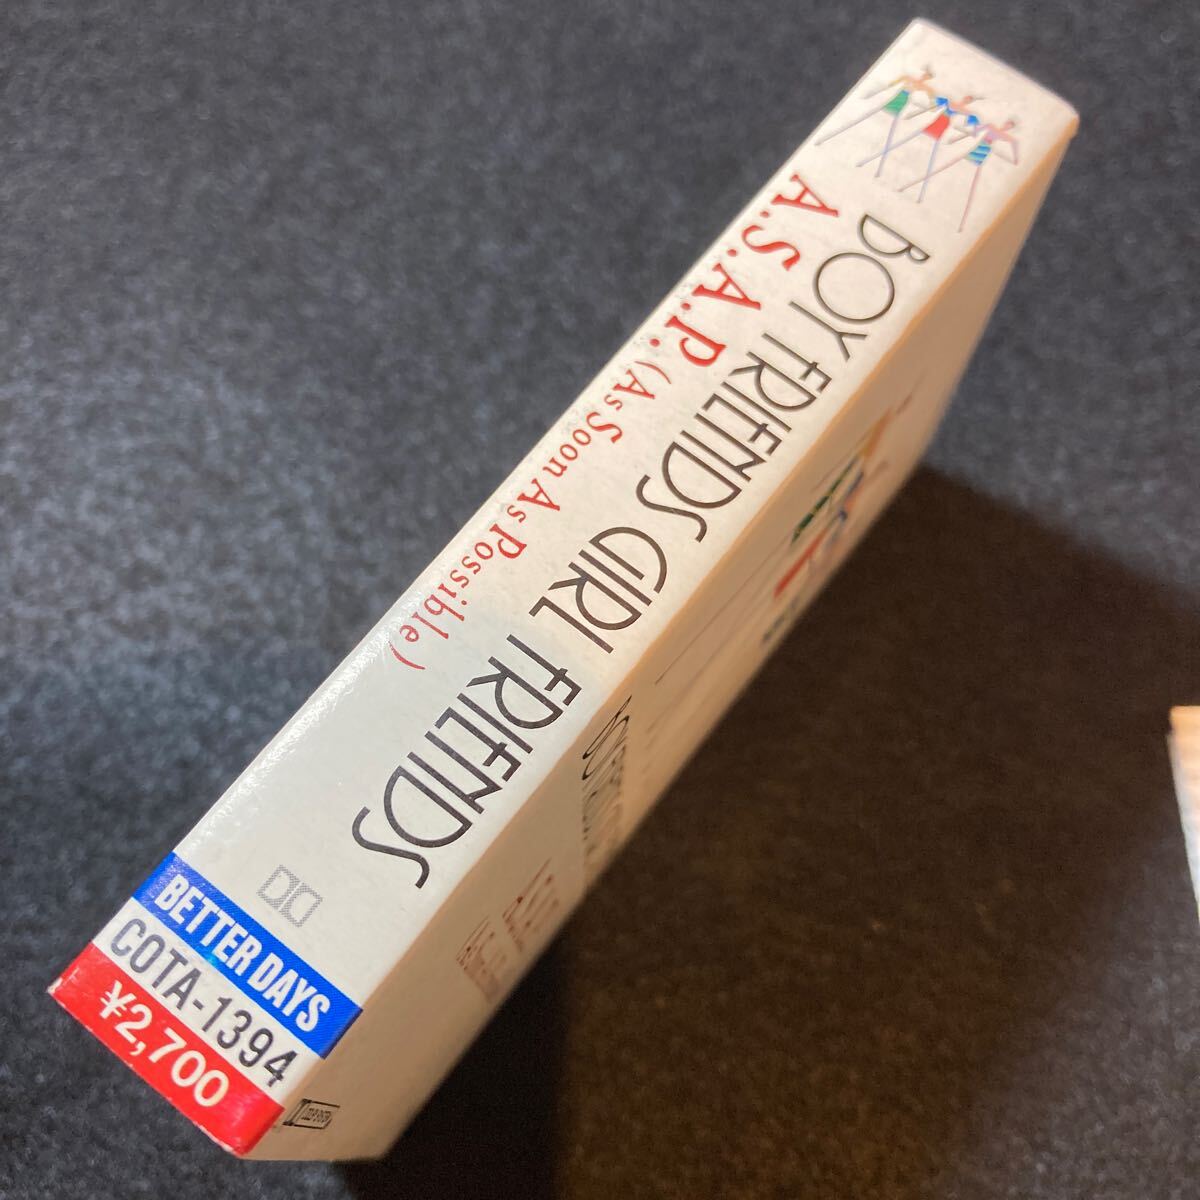 BOY FRIENDS GIRL FRIENDS
A.S.A.P. (As Soon As Possible)
BETTER DAYS
COTA-1394
¥2,700